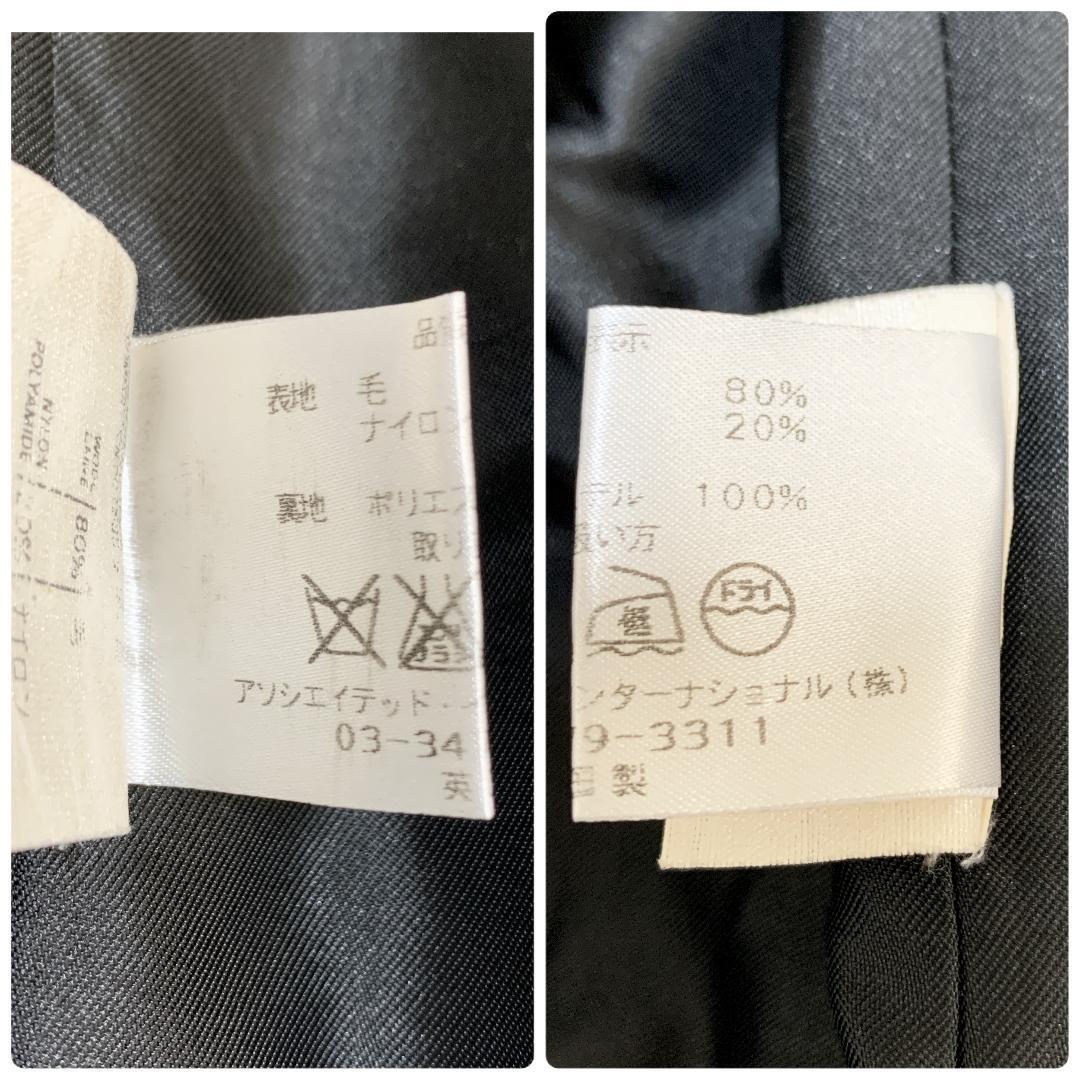 NYLON
POLYAMIDE
WOOL
LAINE
80%
ナイロン
品
表地 毛
ナイロ
裏地 ポリエス
取り
アソシエイテッド・
03-34
英
表示
80%
20%
テル 100%
扱い方
ドライ
ンターナショナル(株)
79-3311
国 製